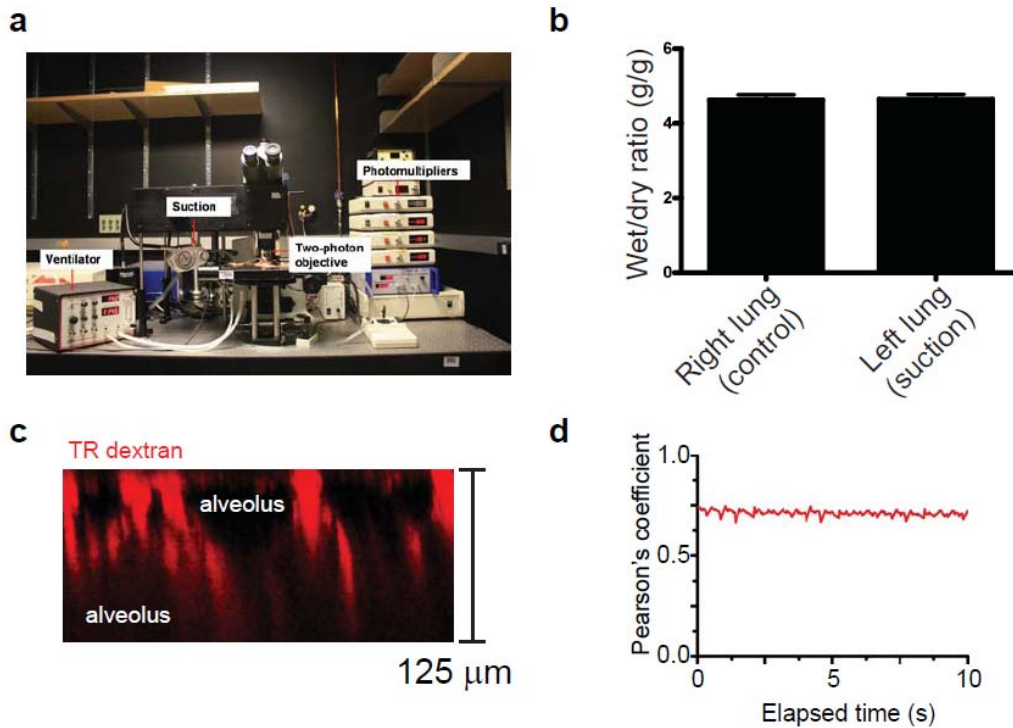 a
Ventilator
Suction
Two-photon
objective
Photomultipliers
b
Wet/dry ratio (g/g)
6
4
2
0
Right lung
(control)
Left lung
(suction)
c
TR dextran
alveolus
alveolus
125 μm
d
Pearson's coefficient
1.0
0.5
0.0
0
5
10
Elapsed time (s)